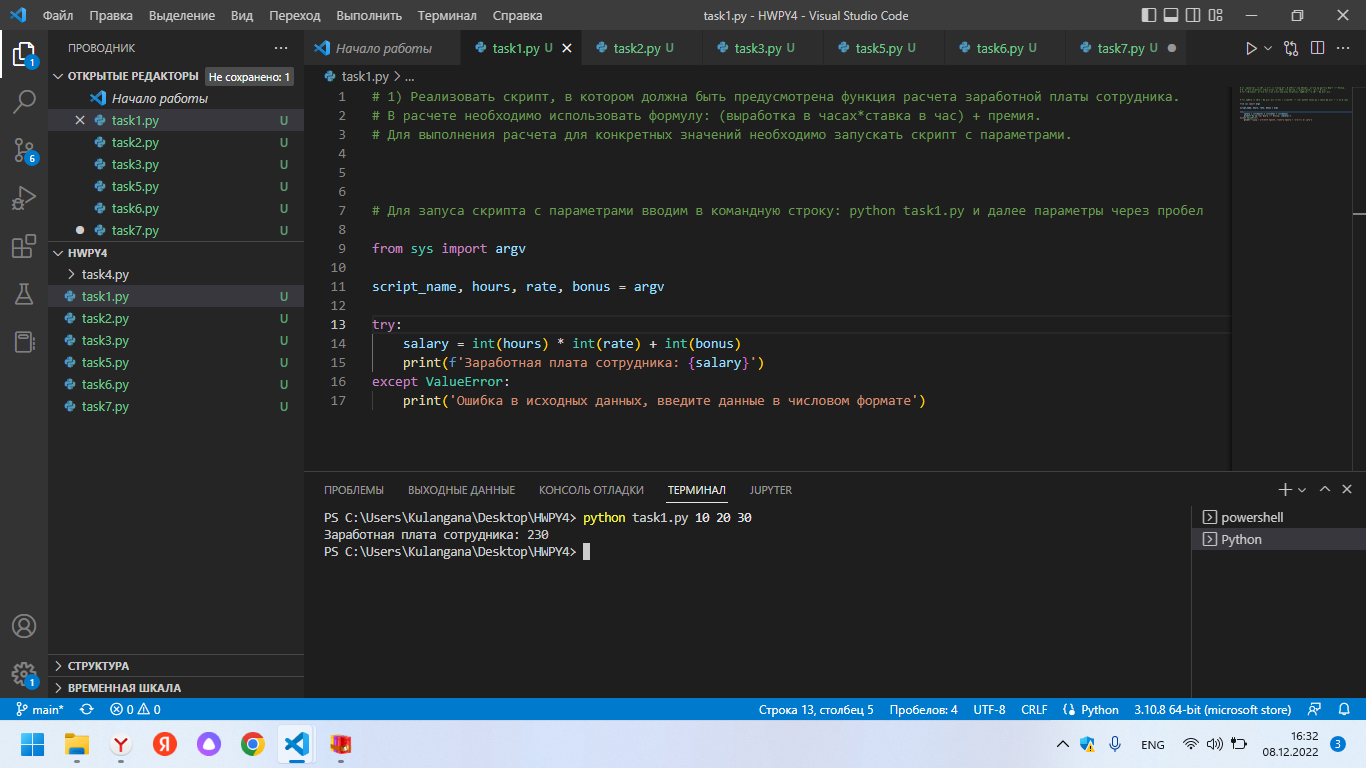 Файл Правка Выделение Вид Переход Выполнить Терминал Справка task1.py - HWPY4 - Visual Studio Code
ПРОВОДНИК
Начало работы task1.py U task2.py U task3.py U task5.py U task6.py U task7.py U
ОТКРЫТЫЕ РЕДАКТОРЫ Не сохранено: 1
Начало работы
task1.py U
task2.py U
task3.py U
task5.py U
task6.py U
task7.py U
HWPY4
task4.py
task1.py U
task2.py U
task3.py U
task5.py U
task6.py U
task7.py U
СТРУКТУРА
ВРЕМЕННАЯ ШКАЛА
1
6
1
task1.py > ...
1 # 1) Реализовать скрипт, в котором должна быть предусмотрена функция расчета заработной платы сотрудника.
2 # В расчете необходимо использовать формулу: (выработка в часах*ставка в час) + премия.
3 # Для выполнения расчета для конкретных значений необходимо запускать скрипт с параметрами.
4
5
6
7 # Для запуса скрипта с параметрами вводим в командную строку: python task1.py и далее параметры через пробел
8
9 from sys import argv
10
11 script_name, hours, rate, bonus = argv
12
13 try:
14 salary = int(hours) * int(rate) + int(bonus)
15 print(f'Заработная плата сотрудника: {salary}')
16 except ValueError:
17 print('Ошибка в исходных данных, введите данные в числовом формате')
ПРОБЛЕМЫ ВЫХОДНЫЕ ДАННЫЕ КОНСОЛЬ ОТЛАДКИ ТЕРМИНАЛ JUPYTER
PS C:\Users\Kulangana\Desktop\HWPY4> python task1.py 10 20 30
Заработная плата сотрудника: 230
PS C:\Users\Kulangana\Desktop\HWPY4>
powershell
Python
main* 0 0 Строка 13, столбец 5 Пробелов: 4 UTF-8 CRLF Python 3.10.8 64-bit (microsoft store)
ENG 16:32
08.12.2022 3